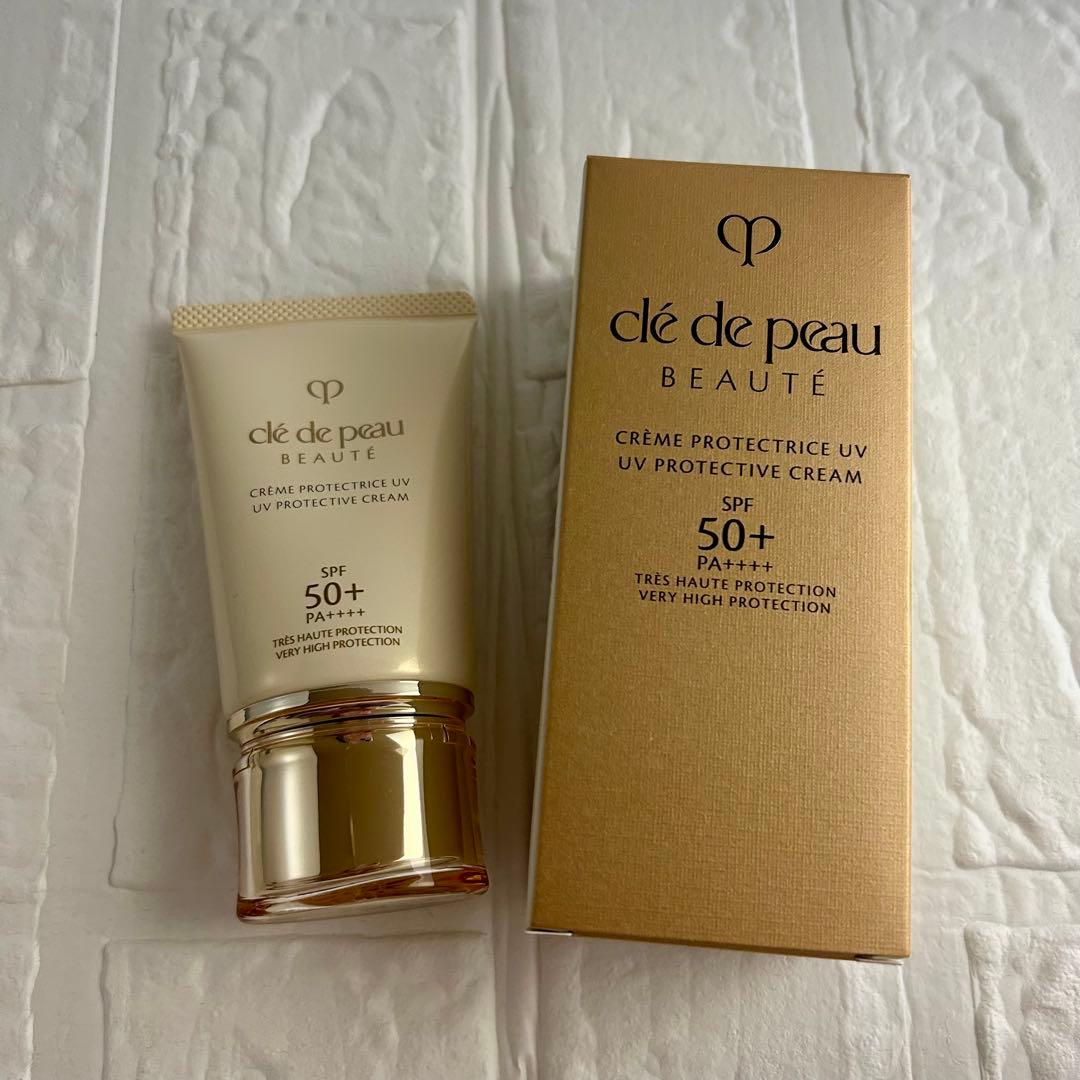 clé de peau
BEAUTÉ
CRÈME PROTECTRICE UV
UV PROTECTIVE CREAM
SPF
50+
PA++++
TRÈS HAUTE PROTECTION
VERY HIGH PROTECTION
clé de peau
BEAUTÉ
CRÈME PROTECTRICE UV
UV PROTECTIVE CREAM
SPF
50+
PA++++
TRÈS HAUTE PROTECTION
VERY HIGH PROTECTION